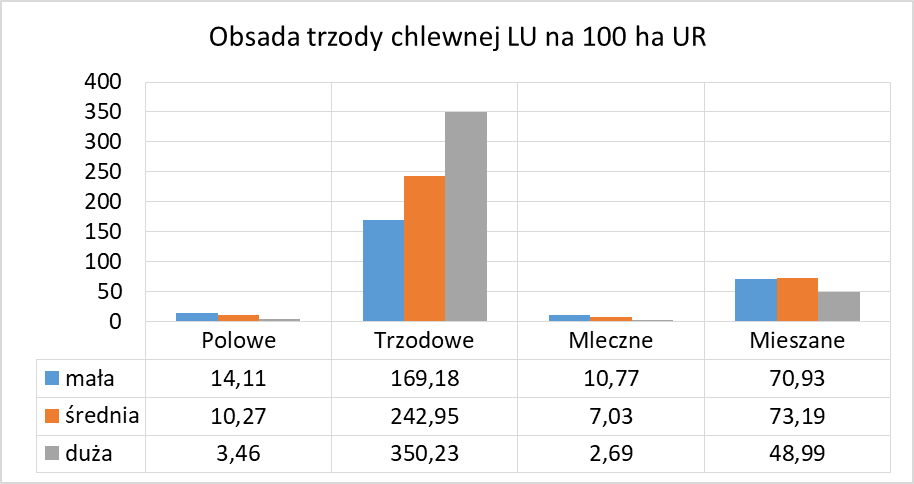 Obsada trzody chlewnej LU na 100 ha UR
400
350
300
250
200
150
100
50
0
Polowe Trzodowe Mleczne Mieszane
mała 14,11 169,18 10,77 70,93
średnia 10,27 242,95 7,03 73,19
duża 3,46 350,23 2,69 48,99